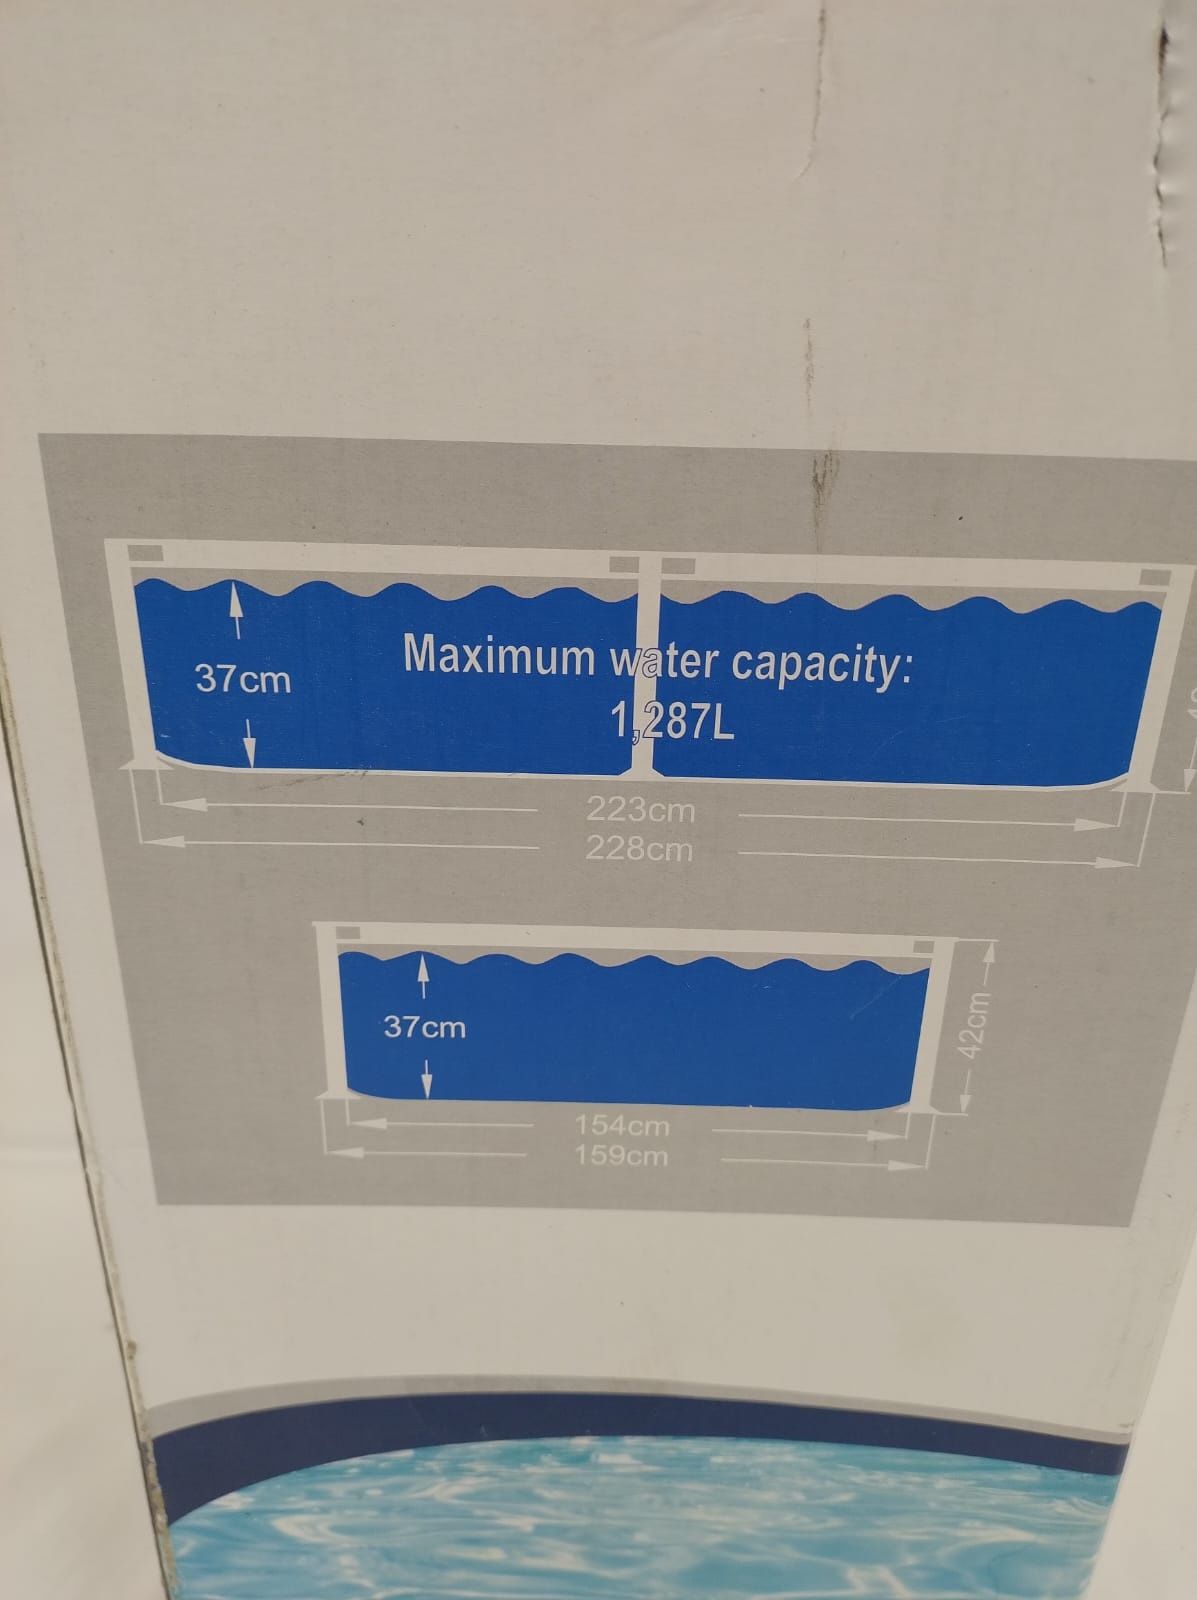 37cm
Maximum water capacity:
1,287L
223cm
228cm
37cm
42cm
154cm
159cm